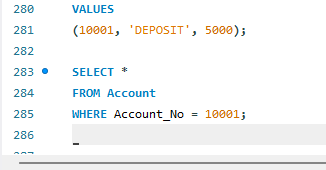 280 VALUES
281 (10001, 'DEPOSIT', 5000);
282
283 SELECT *
284 FROM Account
285 WHERE Account_No = 10001;
286